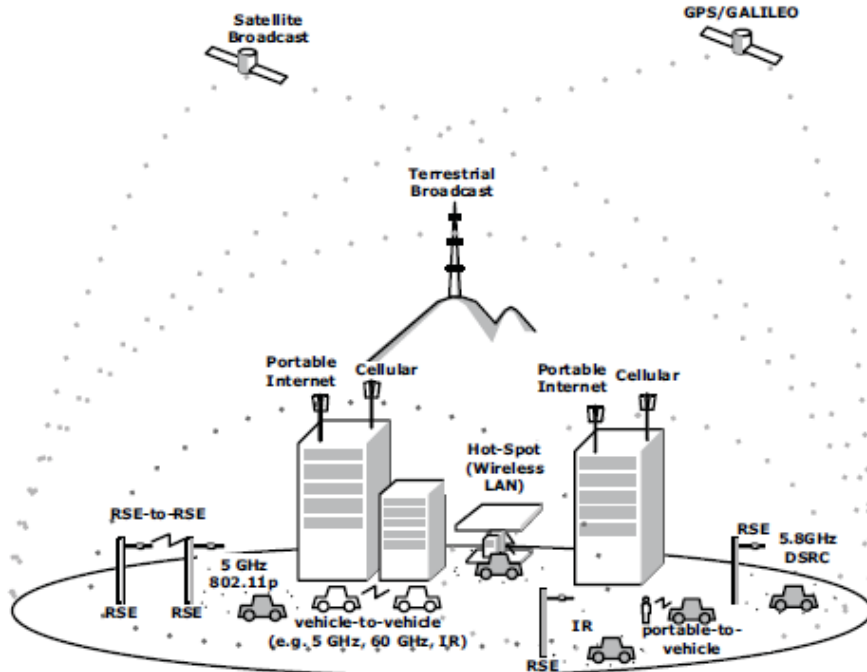 Satellite
Broadcast
GPS/GALILEO
Terrestrial
Broadcast
Portable
Internet
Cellular
Portable
Internet
Cellular
Hot-Spot
(Wireless
LAN)
RSE-to-RSE
RSE
5.8GHz
DSRC
5 GHz
802.11p
RSE
RSE
vehicle-to-vehicle
(e.g. 5 GHz, 60 GHz, IR)
IR
portable-to-
vehicle
RSE